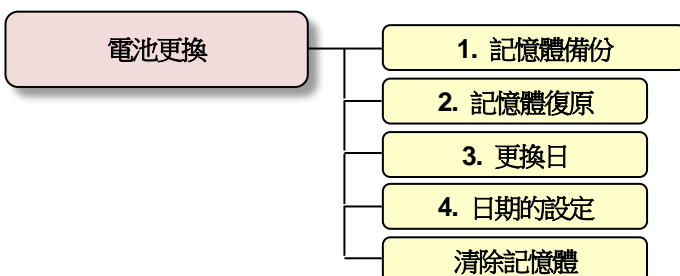 電池更換
1. 記憶體備份
2. 記憶體復原
3. 更換日
4. 日期的設定
清除記憶體